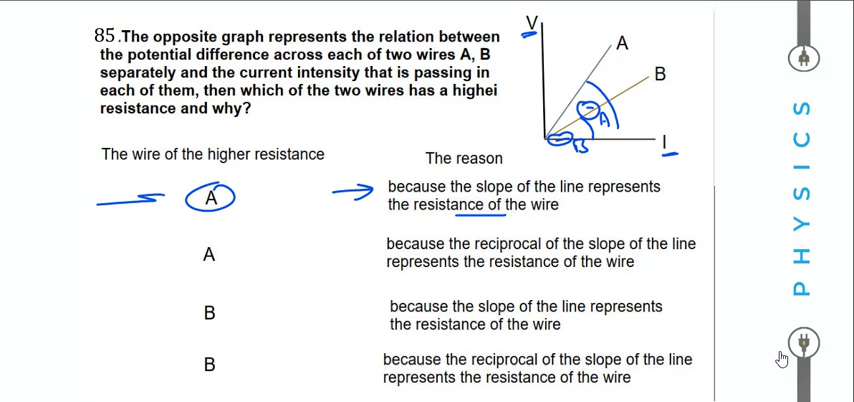 85.The opposite graph represents the relation between
the potential difference across each of two wires A, B
separately and the current intensity that is passing in
each of them, then which of the two wires has a highei
resistance and why?
V
A
B
A
B
I
The wire of the higher resistance
The reason
A
because the slope of the line represents
the resistance of the wire
A
because the reciprocal of the slope of the line
represents the resistance of the wire
B
because the slope of the line represents
the resistance of the wire
B
because the reciprocal of the slope of the line
represents the resistance of the wire
PHYSICS